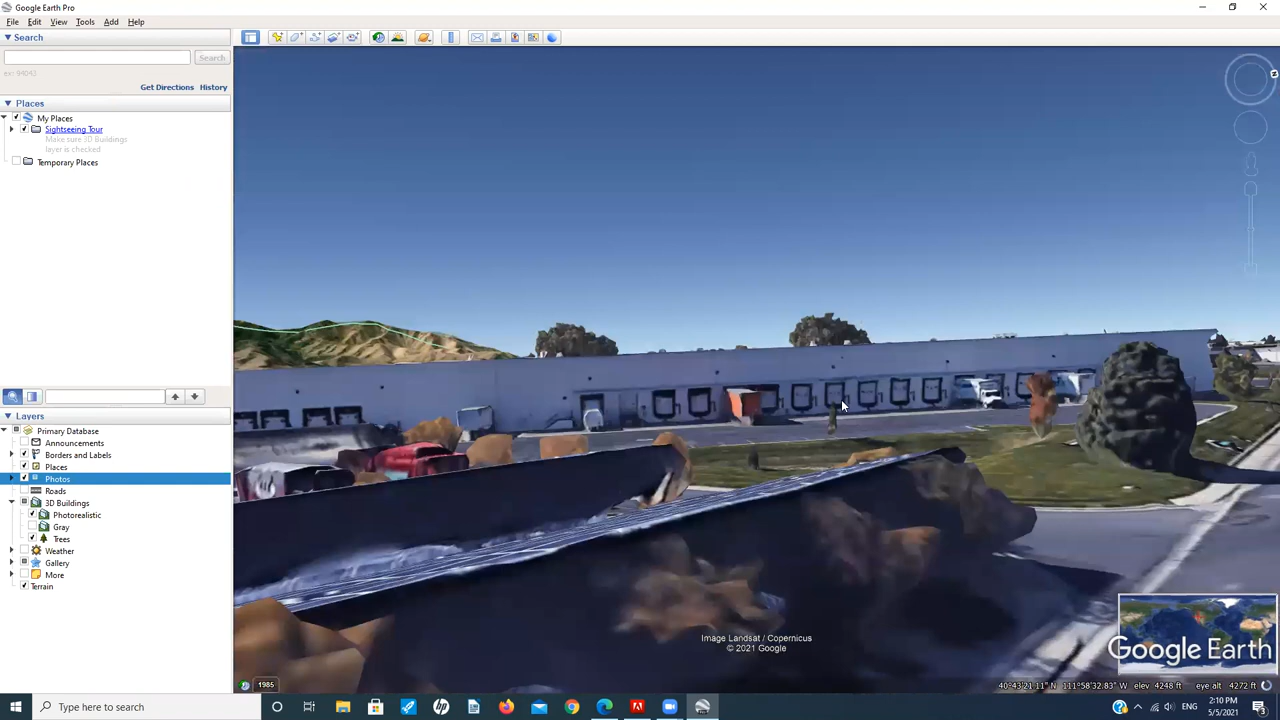 Google Earth Pro
File Edit View Tools Add Help
Search
Search
ex: 94043
Get Directions History
Places
My Places
Sightseeing Tour
Make sure 3D Buildings
layer is checked
Temporary Places
Layers
Primary Database
Announcements
Borders and Labels
Places
Photos
Roads
3D Buildings
Photorealistic
Gray
Trees
Weather
Gallery
More
Terrain
Image Landsat / Copernicus
© 2021 Google
Google Earth
1985
40°43'21.11" N 111°58'32.83" W elev 4248 ft eye alt 4272 ft
Type here to search
ENG
2:10 PM
5/5/2021